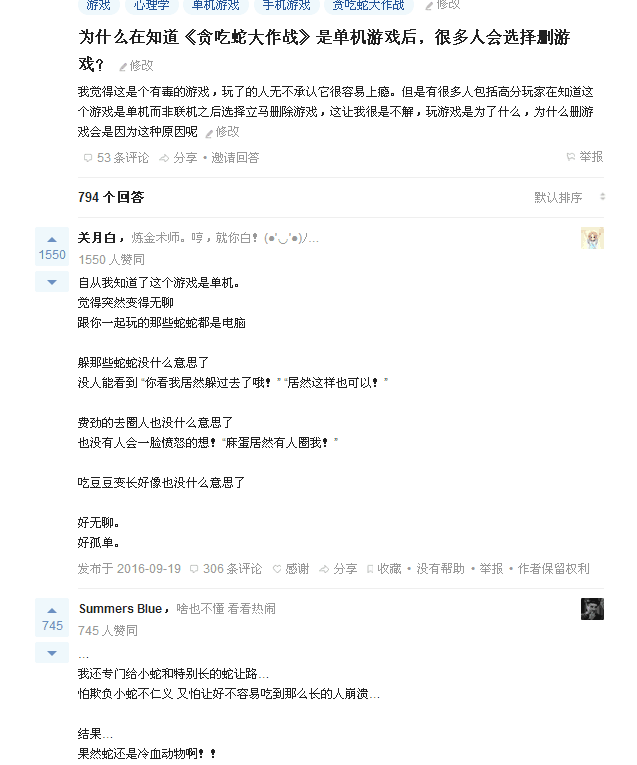 游戏 心理学 单机游戏 手机游戏 贪吃蛇大作战 修改
为什么在知道《贪吃蛇大作战》是单机游戏后，很多人会选择删游
戏？ 修改
我觉得这是个有毒的游戏，玩了的人无不承认它很容易上瘾。但是有很多人包括高分玩家在知道这
个游戏是单机而非联机之后选择立马删除游戏，这让我很是不解，玩游戏是为了什么，为什么删游
戏会是因为这种原因呢 修改
53 条评论 分享 • 邀请回答 举报
794 个回答 默认排序
1550
关月白，炼金术师。哼，就你白！(●'◡'●)ﾉ...
1550 人赞同
自从我知道了这个游戏是单机。
觉得突然变得无聊
跟你一起玩的那些蛇蛇都是电脑
躲那些蛇蛇没什么意思了
没人能看到 “你看我居然躲过去了哦！” “居然这样也可以！”
费劲的去圈人也没什么意思了
也没有人会一脸愤怒的想！“麻蛋居然有人圈我！”
吃豆豆变长好像也没什么意思了
好无聊。
好孤单。
发布于 2016-09-19 306 条评论 感谢 分享 收藏 • 没有帮助 • 举报 • 作者保留权利
745
Summers Blue，啥也不懂 看看热闹
745 人赞同
...
我还专门给小蛇和特别长的蛇让路...
怕欺负小蛇不仁义 又怕让好不容易吃到那么长的人崩溃...
结果...
果然蛇还是冷血动物啊！！